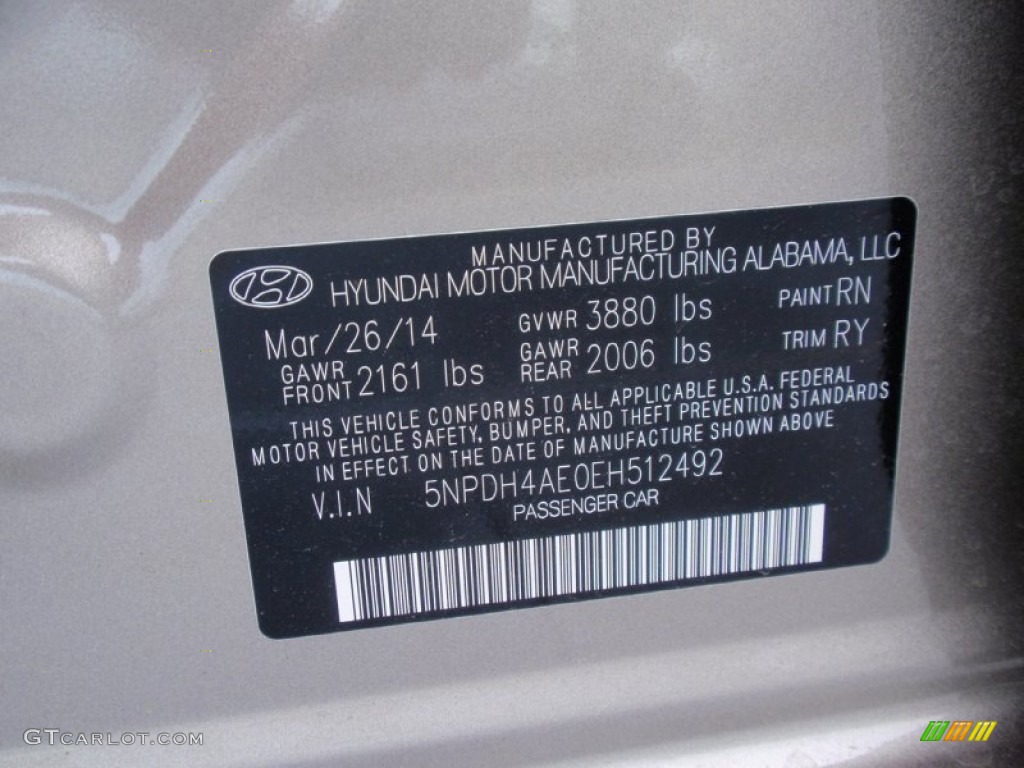 MANUFACTURED BY
HYUNDAI MOTOR MANUFACTURING ALABAMA, LLC
Mar/26/14 GVWR 3880 lbs PAINT RN
GAWR FRONT 2161 lbs GAWR REAR 2006 lbs TRIM RY
THIS VEHICLE CONFORMS TO ALL APPLICABLE U.S.A. FEDERAL
MOTOR VEHICLE SAFETY, BUMPER, AND THEFT PREVENTION STANDARDS
IN EFFECT ON THE DATE OF MANUFACTURE SHOWN ABOVE
V.I.N 5NPDH4AE0EH512492
PASSENGER CAR
GTCARLOT.COM